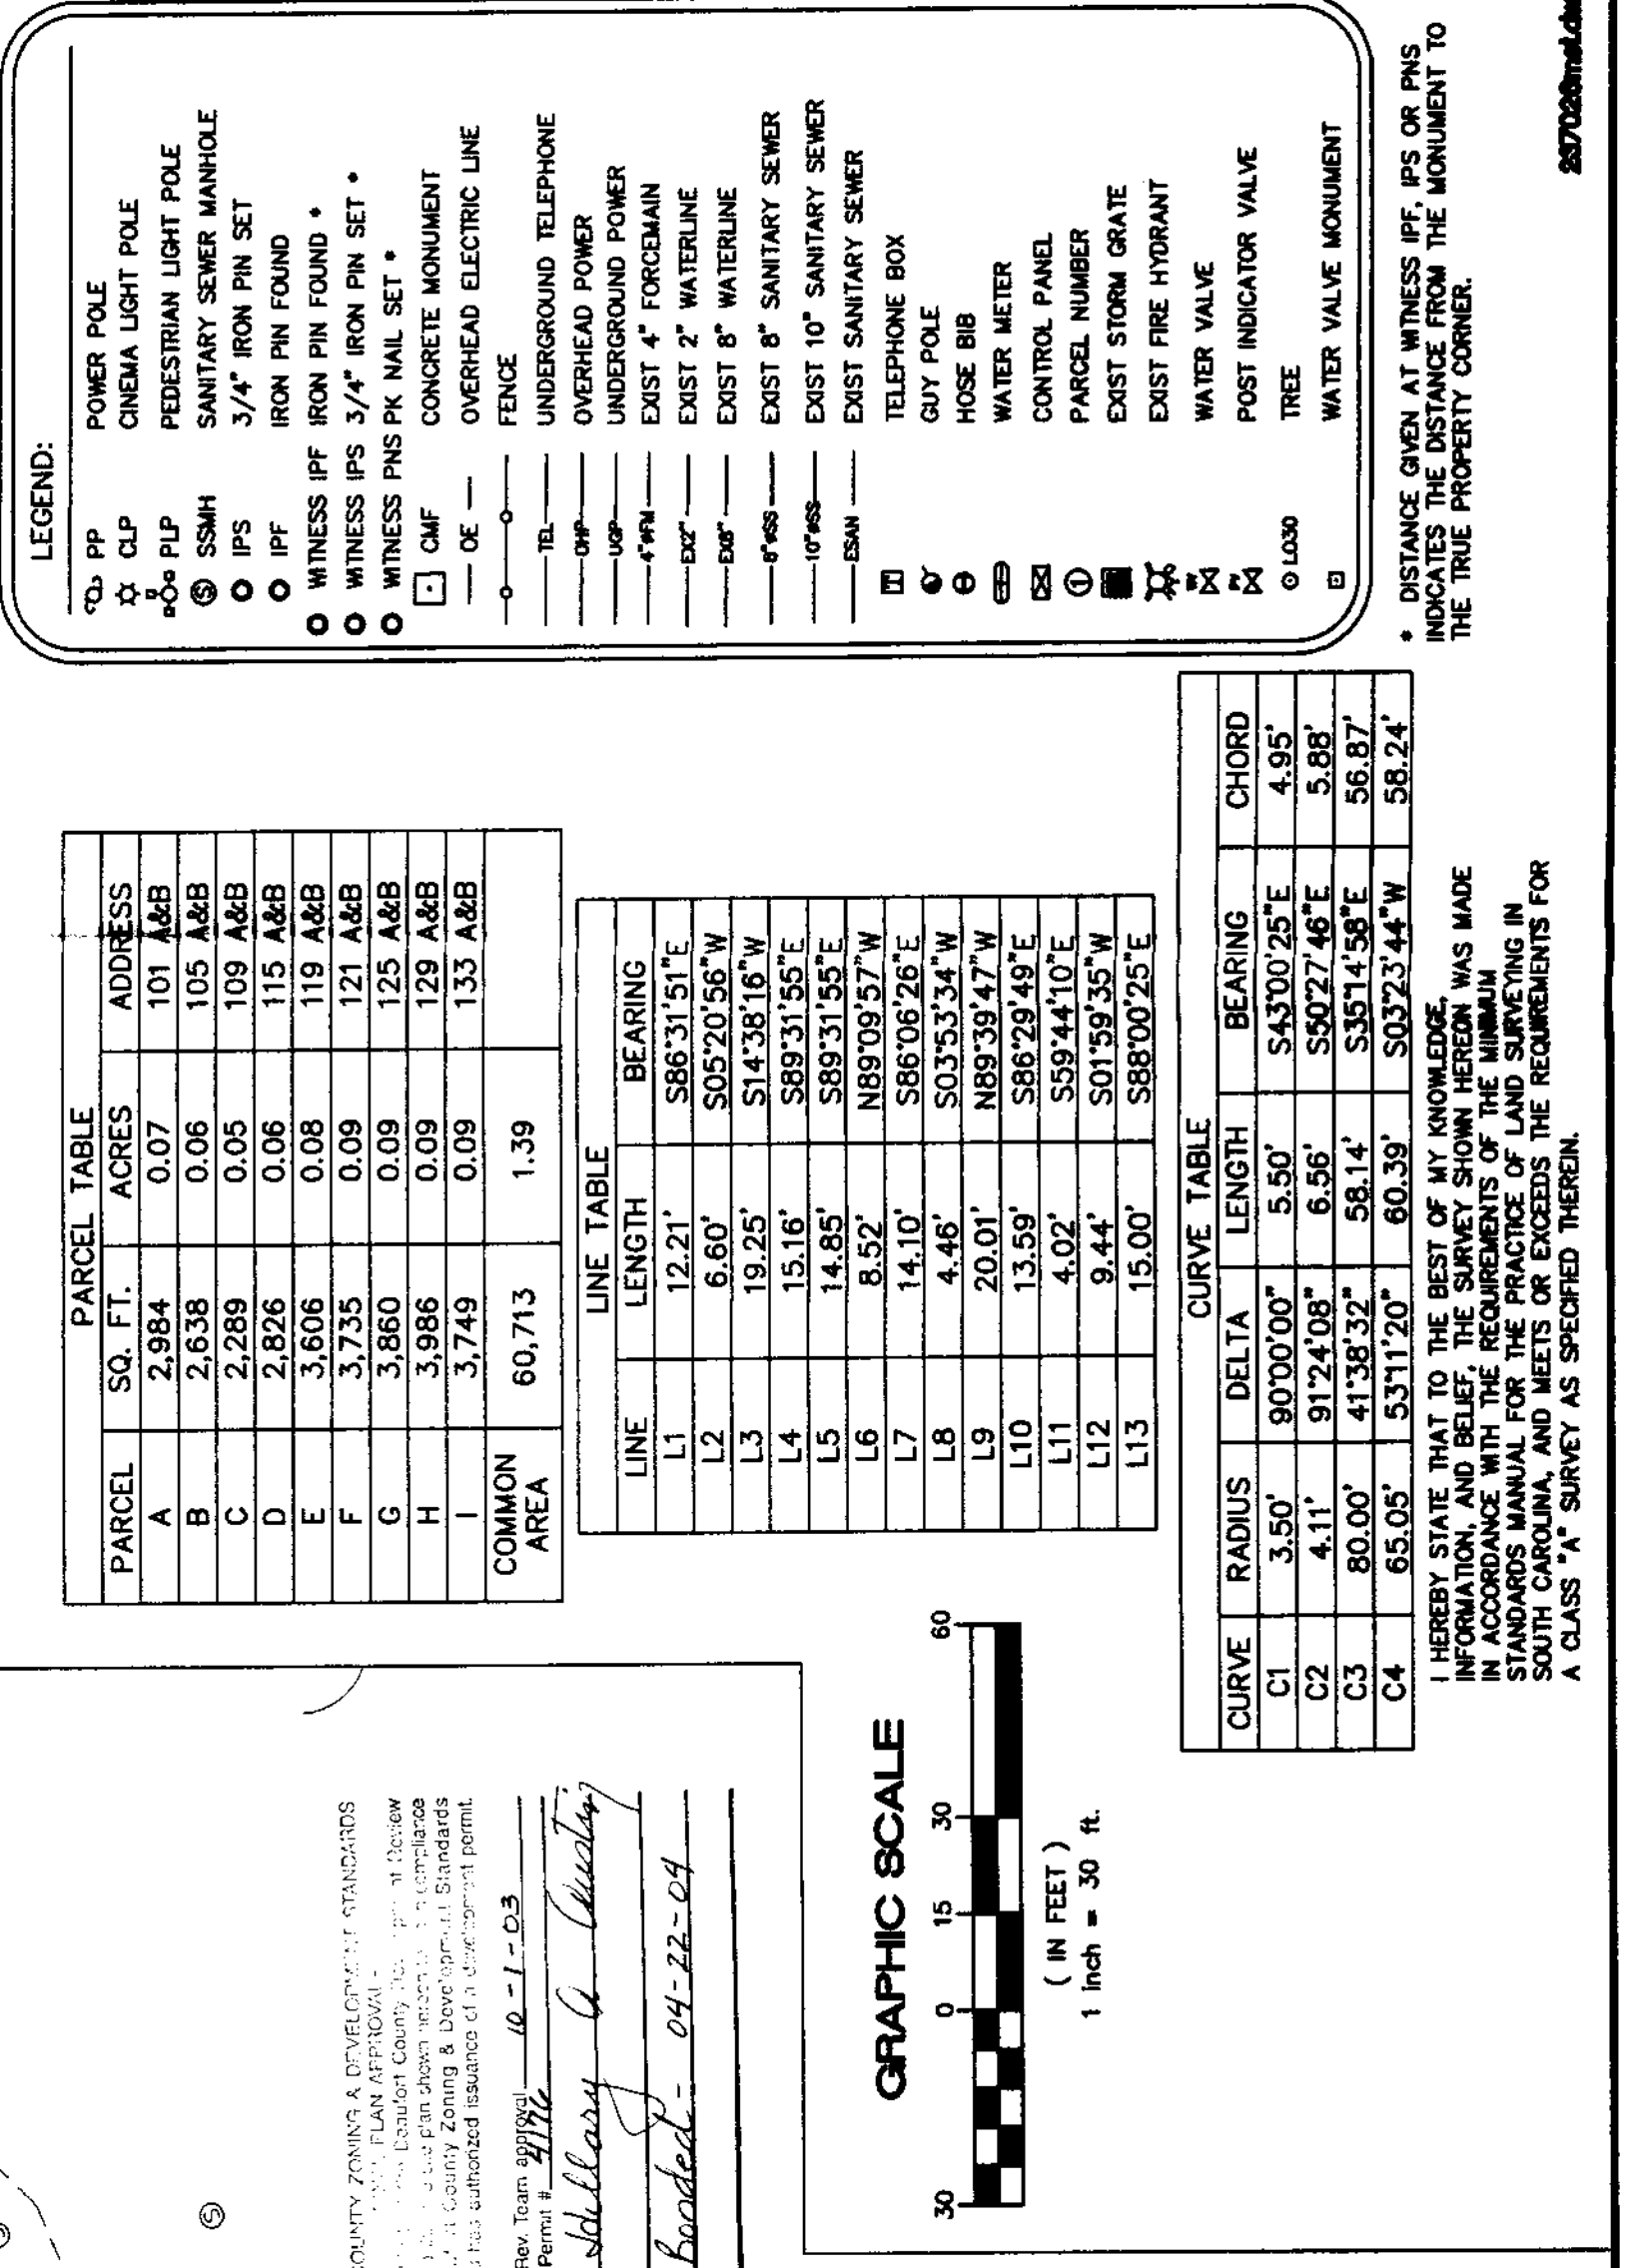 LEGEND:
PP POWER POLE
CLP CINEMA LIGHT POLE
PLP PEDESTRIAN LIGHT POLE
SSMH SANITARY SEWER MANHOLE
IPS 3/4" IRON PIN SET
IPF IRON PIN FOUND
WITNESS IPF IRON PIN FOUND *
WITNESS IPS 3/4" IRON PIN SET *
WITNESS PNS PK NAIL SET *
CMF CONCRETE MONUMENT
OE OVERHEAD ELECTRIC LINE
FENCE
TEL UNDERGROUND TELEPHONE
OHP OVERHEAD POWER
UGP UNDERGROUND POWER
4"FM EXIST 4" FORCEMAIN
EX2" EXIST 2" WATERLINE
EX8" EXIST 8" WATERLINE
8"SS EXIST 8" SANITARY SEWER
10"SS EXIST 10" SANITARY SEWER
ESAN EXIST SANITARY SEWER
T TELEPHONE BOX
GUY POLE
HOSE BIB
WATER METER
CONTROL PANEL
1 PARCEL NUMBER
EXIST STORM GRATE
EXIST FIRE HYDRANT
WATER VALVE
POST INDICATOR VALVE
LO30 TREE
WATER VALVE MONUMENT
* DISTANCE GIVEN AT WITNESS IPF, IPS OR PNS
INDICATES THE DISTANCE FROM THE MONUMENT TO
THE TRUE PROPERTY CORNER.
PARCEL TABLE
PARCEL SQ. FT. ACRES ADDRESS
A 2,984 0.07 101 A&B
B 2,638 0.06 105 A&B
C 2,289 0.05 109 A&B
D 2,826 0.06 115 A&B
E 3,606 0.08 119 A&B
F 3,735 0.09 121 A&B
G 3,860 0.09 125 A&B
H 3,986 0.09 129 A&B
I 3,749 0.09 133 A&B
COMMON
AREA 60,713 1.39
LINE TABLE
LINE LENGTH BEARING
L1 12.21' S86°31'51"E
L2 6.60' S05°20'56"W
L3 19.25' S14°38'16"W
L4 15.16' S89°31'55"E
L5 14.85' S89°31'55"E
L6 8.52' N89°09'57"W
L7 14.10' S86°06'26"E
L8 4.46' S03°53'34"W
L9 20.01' N89°39'47"W
L10 13.59' S86°29'49"E
L11 4.02' S59°44'10"E
L12 9.44' S01°59'35"W
L13 15.00' S88°00'25"E
CURVE TABLE
CURVE RADIUS DELTA LENGTH BEARING CHORD
C1 3.50' 90°00'00" 5.50' S43°00'25"E 4.95'
C2 4.11' 91°24'08" 6.56' S50°27'46"E 5.88'
C3 80.00' 41°38'32" 58.14' S35°14'58"E 56.87'
C4 65.05' 53°11'20" 60.39' S03°23'44"W 58.24'
I HEREBY STATE THAT TO THE BEST OF MY KNOWLEDGE,
INFORMATION, AND BELIEF, THE SURVEY SHOWN HEREON WAS MADE
IN ACCORDANCE WITH THE REQUIREMENTS OF THE MINIMUM
STANDARDS MANUAL FOR THE PRACTICE OF LAND SURVEYING IN
SOUTH CAROLINA, AND MEETS OR EXCEEDS THE REQUIREMENTS FOR
A CLASS "A" SURVEY AS SPECIFIED THEREIN.
COUNTY ZONING & DEVELOPMENT STANDARDS
PLAN APPROVAL -
Beaufort County Review
plan shown hereon compliance
County Zoning & Development Standards
has authorized issuance of a development permit.
Rev. Team approval 10-1-03
Permit # 4176
Hillary A Austin
Bonded - 04-22-04
GRAPHIC SCALE
30 0 15 30 60
( IN FEET )
1 inch = 30 ft.
S